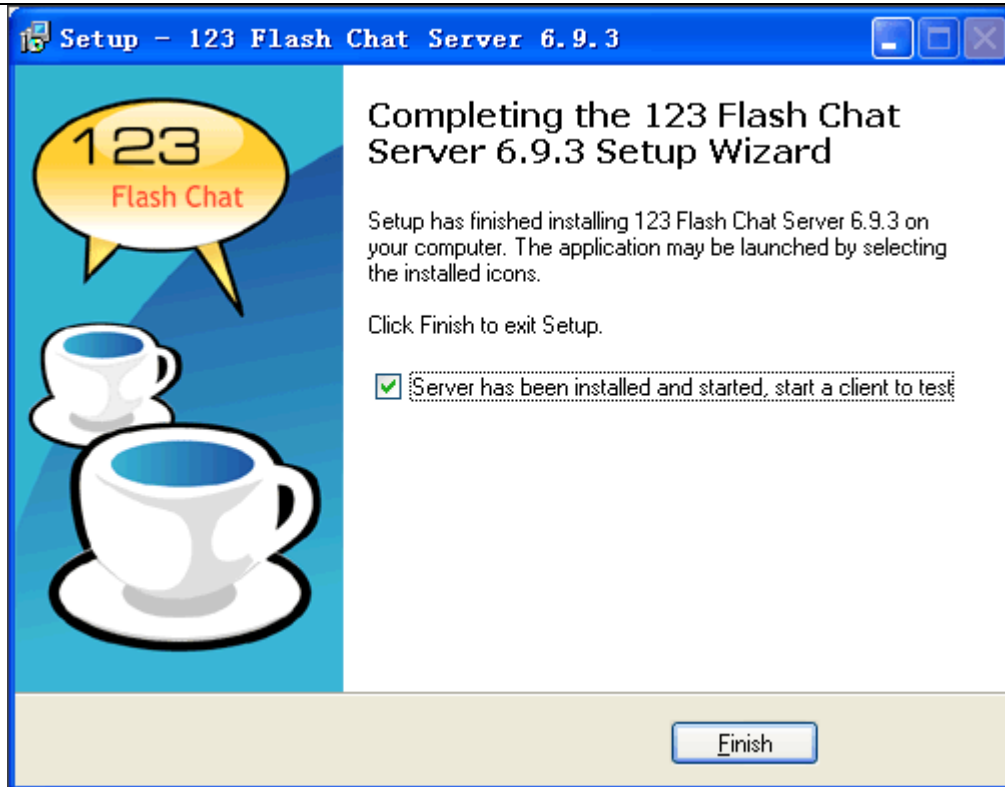 Setup - 123 Flash Chat Server 6.9.3
123
Flash Chat
Completing the 123 Flash Chat
Server 6.9.3 Setup Wizard
Setup has finished installing 123 Flash Chat Server 6.9.3 on
your computer. The application may be launched by selecting
the installed icons.
Click Finish to exit Setup.
Server has been installed and started, start a client to test
Finish